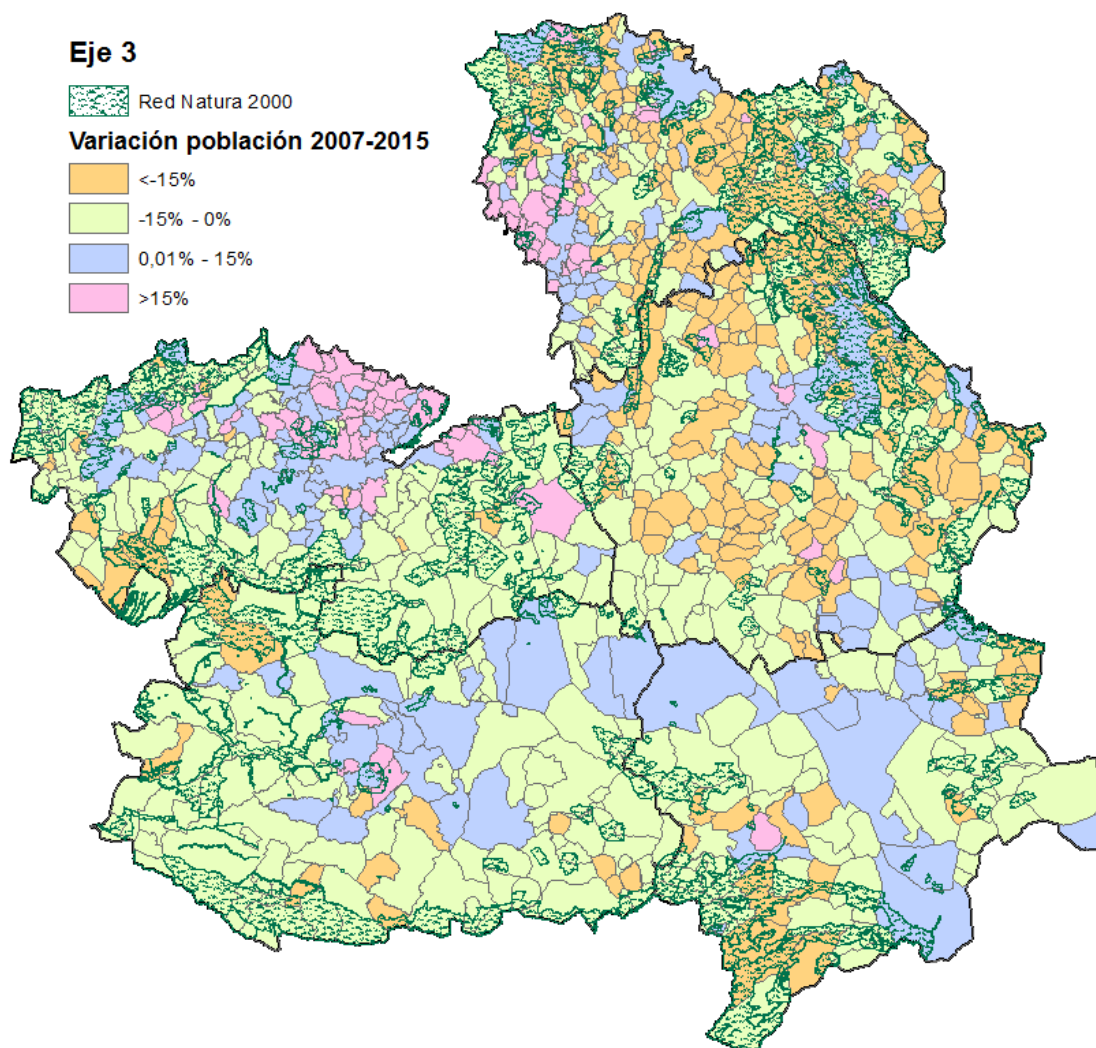 Eje 3
Red Natura 2000
Variación población 2007-2015
<-15%
-15% - 0%
0,01% - 15%
>15%